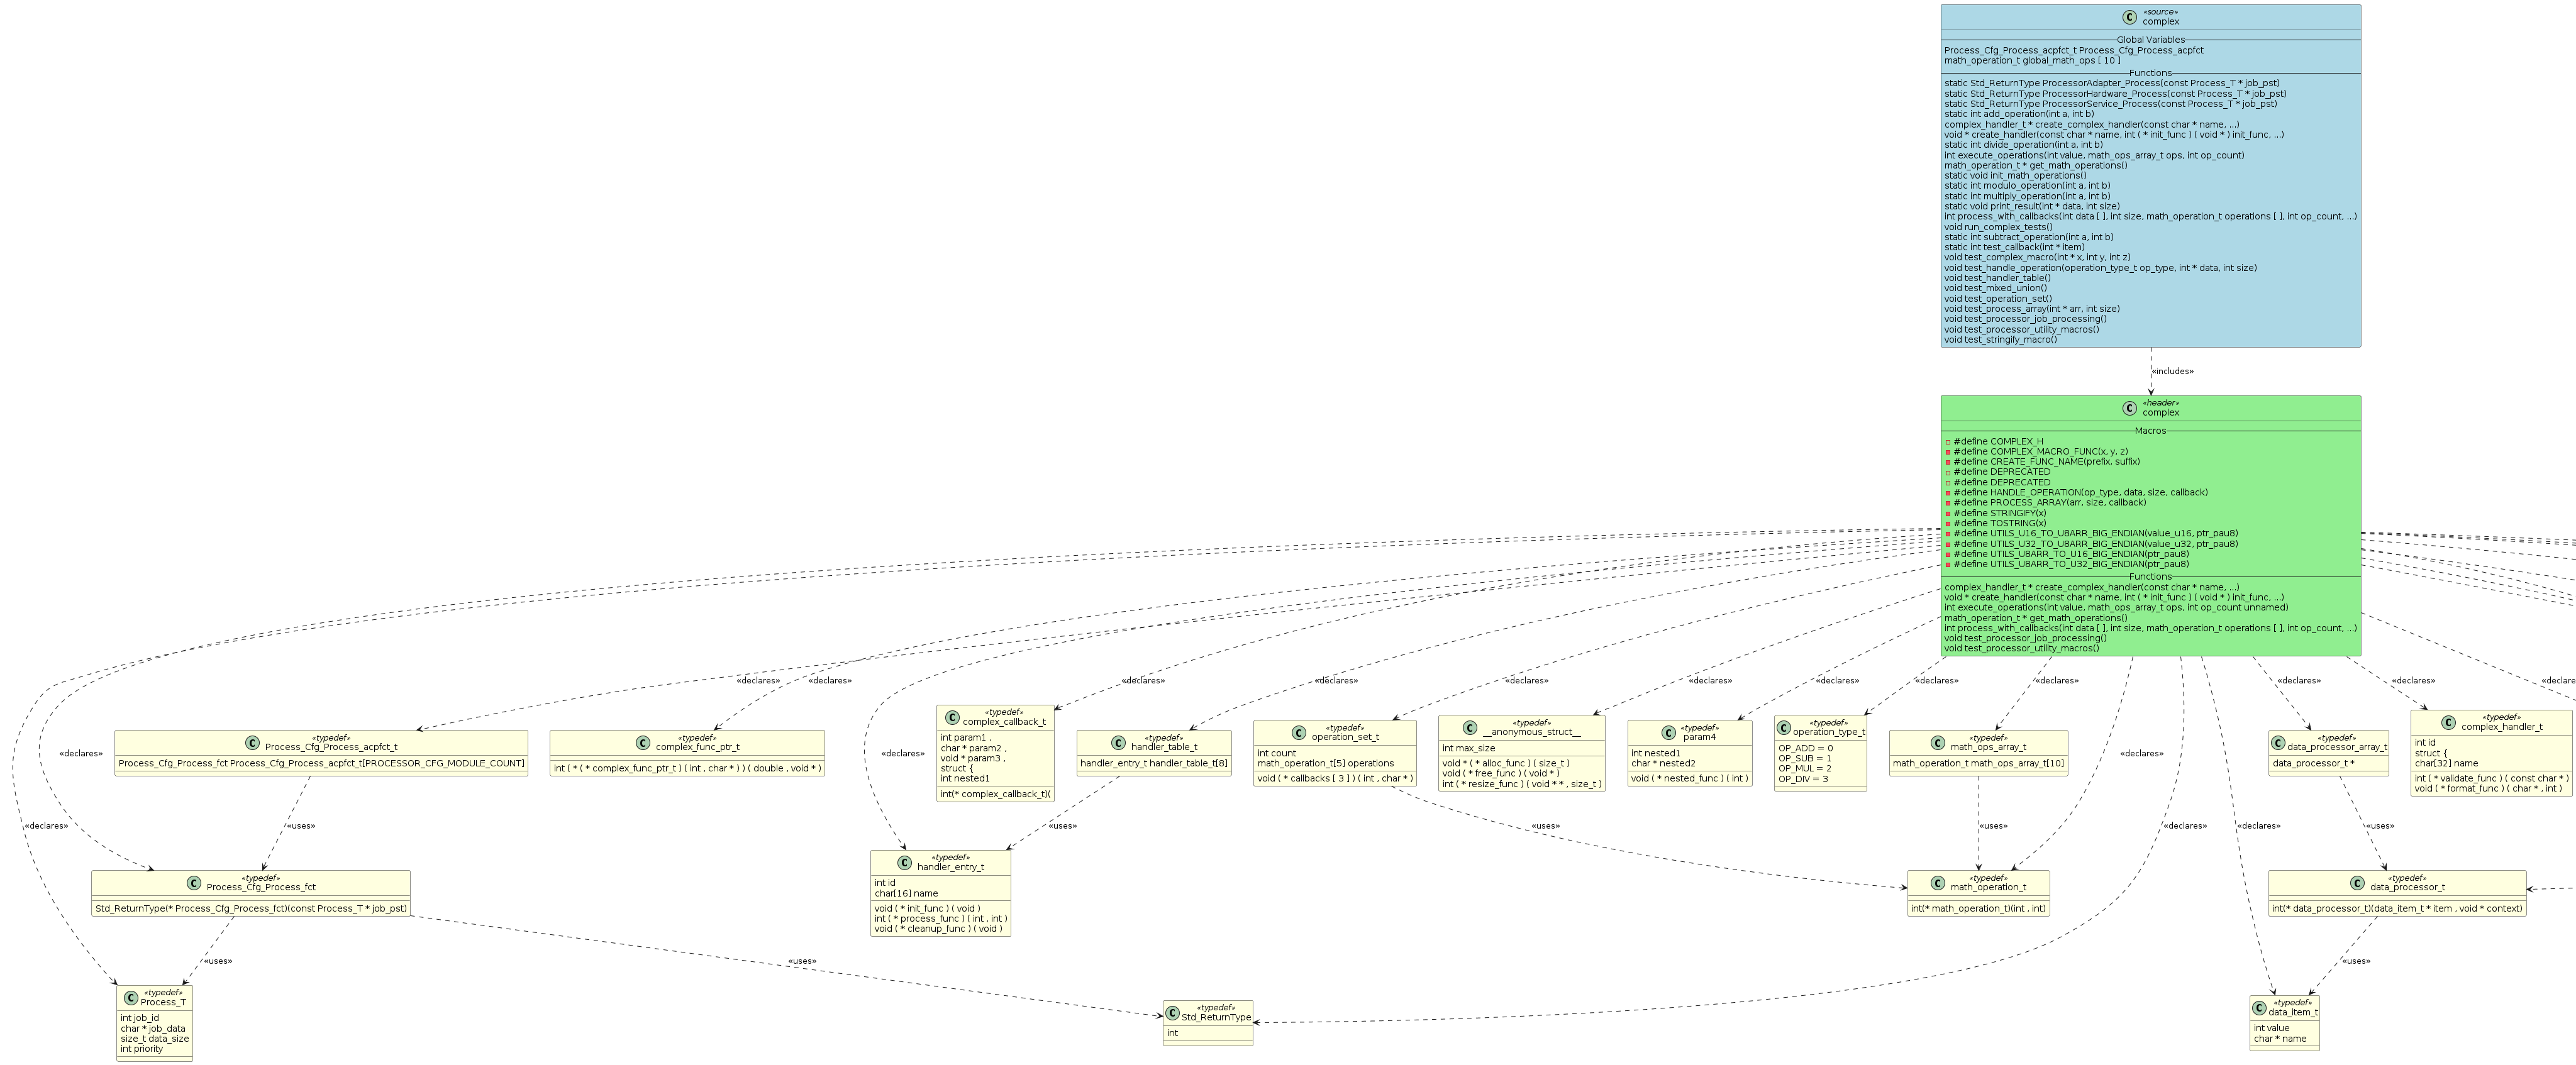 «source»
C complex
Global Variables
Process_Cfg_Process_acpfct_t Process_Cfg_Process_acpfct
math_operation_t global_math_ops [ 10 ]
Functions
static Std_ReturnType ProcessorAdapter_Process(const Process_T * job_pst)
static Std_ReturnType ProcessorHardware_Process(const Process_T * job_pst)
static Std_ReturnType ProcessorService_Process(const Process_T * job_pst)
static int add_operation(int a, int b)
complex_handler_t * create_complex_handler(const char * name, ...)
void * create_handler(const char * name, int ( * init_func ) ( void * ) init_func, ...)
static int divide_operation(int a, int b)
int execute_operations(int value, math_ops_array_t ops, int op_count)
math_operation_t * get_math_operations()
static void init_math_operations()
static int modulo_operation(int a, int b)
static int multiply_operation(int a, int b)
static void print_result(int * data, int size)
int process_with_callbacks(int data [ ], int size, math_operation_t operations [ ], int op_count, ...)
void run_complex_tests()
static int subtract_operation(int a, int b)
static int test_callback(int * item)
void test_complex_macro(int * x, int y, int z)
void test_handle_operation(operation_type_t op_type, int * data, int size)
void test_handler_table()
void test_mixed_union()
void test_operation_set()
void test_process_array(int * arr, int size)
void test_processor_job_processing()
void test_processor_utility_macros()
void test_stringify_macro()
«includes»
«header»
C complex
Macros
#define COMPLEX_H
#define COMPLEX_MACRO_FUNC(x, y, z)
#define CREATE_FUNC_NAME(prefix, suffix)
#define DEPRECATED
#define DEPRECATED
#define HANDLE_OPERATION(op_type, data, size, callback)
#define PROCESS_ARRAY(arr, size, callback)
#define STRINGIFY(x)
#define TOSTRING(x)
#define UTILS_U16_TO_U8ARR_BIG_ENDIAN(value_u16, ptr_pau8)
#define UTILS_U32_TO_U8ARR_BIG_ENDIAN(value_u32, ptr_pau8)
#define UTILS_U8ARR_TO_U16_BIG_ENDIAN(ptr_pau8)
#define UTILS_U8ARR_TO_U32_BIG_ENDIAN(ptr_pau8)
Functions
complex_handler_t * create_complex_handler(const char * name, ...)
void * create_handler(const char * name, int ( * init_func ) ( void * ) init_func, ...)
int execute_operations(int value, math_ops_array_t ops, int op_count unnamed)
math_operation_t * get_math_operations()
int process_with_callbacks(int data [ ], int size, math_operation_t operations [ ], int op_count, ...)
void test_processor_job_processing()
void test_processor_utility_macros()
«declares» «declares» «declares» «declares» «declares» «declares» «declares» «declares» «declares» «declares» «declare
«declares» «declares» «declares»
«typedef»
C Process_Cfg_Process_acpfct_t
Process_Cfg_Process_fct Process_Cfg_Process_acpfct_t[PROCESSOR_CFG_MODULE_COUNT]
«typedef»
C complex_func_ptr_t
int ( * ( * complex_func_ptr_t ) ( int , char * ) ) ( double , void * )
«typedef»
C complex_callback_t
int param1 ,
char * param2 ,
void * param3 ,
struct {
int nested1
int(* complex_callback_t)(
«typedef»
C handler_table_t
handler_entry_t handler_table_t[8]
«typedef»
C operation_set_t
int count
math_operation_t[5] operations
void ( * callbacks [ 3 ] ) ( int , char * )
«typedef»
C __anonymous_struct__
int max_size
void * ( * alloc_func ) ( size_t )
void ( * free_func ) ( void * )
int ( * resize_func ) ( void * * , size_t )
«typedef»
C param4
int nested1
char * nested2
void ( * nested_func ) ( int )
«typedef»
C operation_type_t
OP_ADD = 0
OP_SUB = 1
OP_MUL = 2
OP_DIV = 3
«typedef»
C math_ops_array_t
math_operation_t math_ops_array_t[10]
«typedef»
C data_processor_array_t
data_processor_t *
«typedef»
C complex_handler_t
int id
struct {
char[32] name
int ( * validate_func ) ( const char * )
void ( * format_func ) ( char * , int )
«declares» «uses» «uses» «uses» «uses» «declares» «declares» «uses»
«typedef»
C Process_Cfg_Process_fct
Std_ReturnType(* Process_Cfg_Process_fct)(const Process_T * job_pst)
«typedef»
C handler_entry_t
int id
char[16] name
void ( * init_func ) ( void )
int ( * process_func ) ( int , int )
void ( * cleanup_func ) ( void )
«typedef»
C math_operation_t
int(* math_operation_t)(int , int)
«typedef»
C data_processor_t
int(* data_processor_t)(data_item_t * item , void * context)
«uses» «uses» «uses»
«typedef»
C Process_T
int job_id
char * job_data
size_t data_size
int priority
«typedef»
C Std_ReturnType
int
«typedef»
C data_item_t
int value
char * name